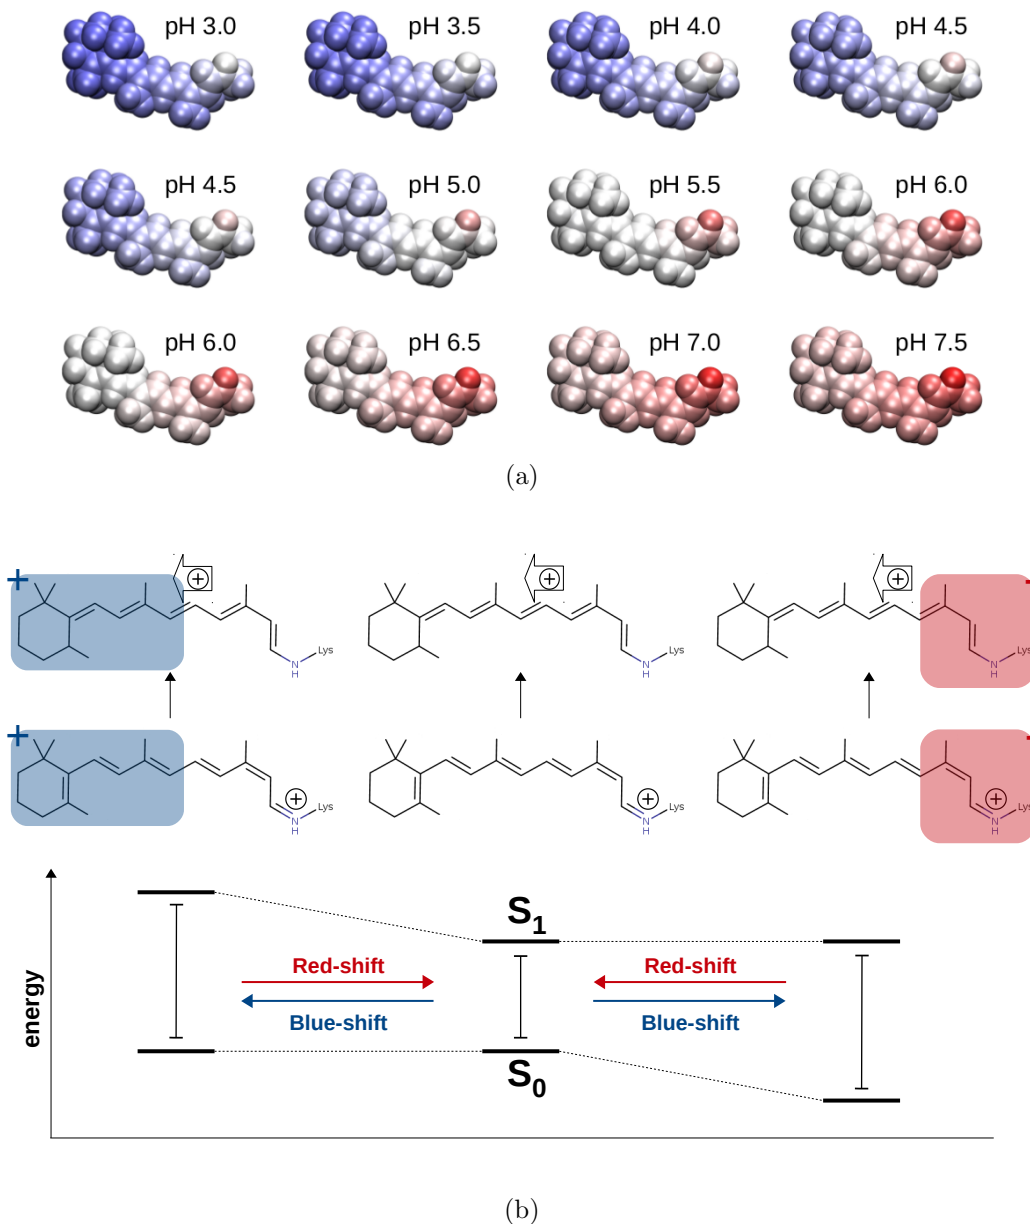 pH 3.0 pH 3.5 pH 4.0 pH 4.5
pH 4.5 pH 5.0 pH 5.5 pH 6.0
pH 6.0 pH 6.5 pH 7.0 pH 7.5
(a)
+ + + -
Lys Lys Lys
N N N
H H H
+ -
+ + +
Lys Lys Lys
N N N
H H H
S1
Red-shift Red-shift
Blue-shift Blue-shift
energy
S0
(b)